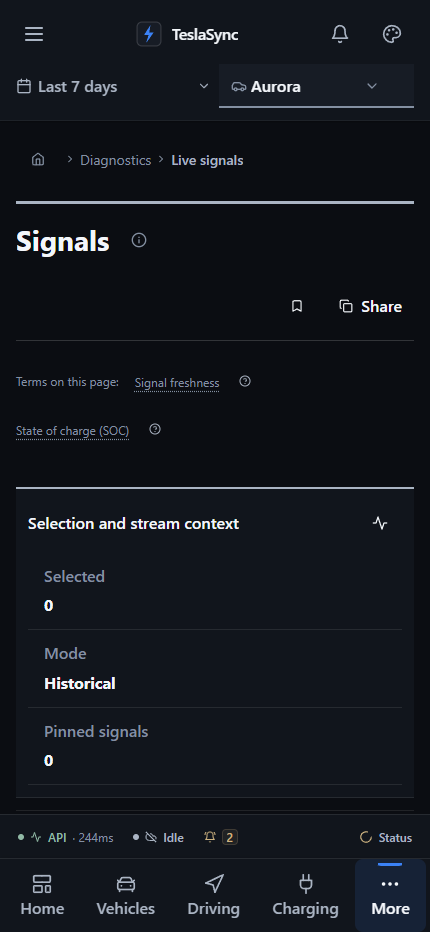 TeslaSync
Last 7 days
Aurora
Diagnostics
Live signals
Signals
Share
Terms on this page:
Signal freshness
State of charge (SOC)
Selection and stream context
Selected
0
Mode
Historical
Pinned signals
0
API · 244ms
Idle
2
Status
Home
Vehicles
Driving
Charging
More